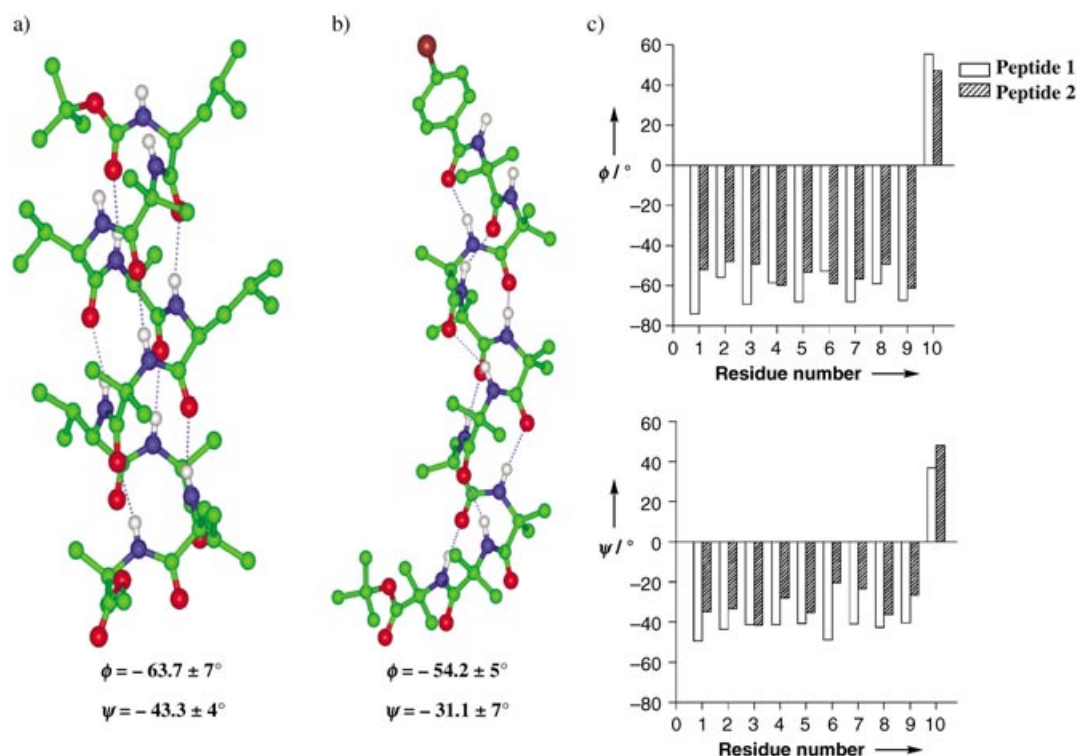 a)
ϕ = – 63.7 ± 7°
ψ = – 43.3 ± 4°
b)
ϕ = – 54.2 ± 5°
ψ = – 31.1 ± 7°
c)
60
40
20
0
–20
–40
–60
–80
ϕ / °
0 1 2 3 4 5 6 7 8 9 10
Residue number
Peptide 1
Peptide 2
60
40
20
0
–20
–40
–60
–80
ψ / °
0 1 2 3 4 5 6 7 8 9 10
Residue number